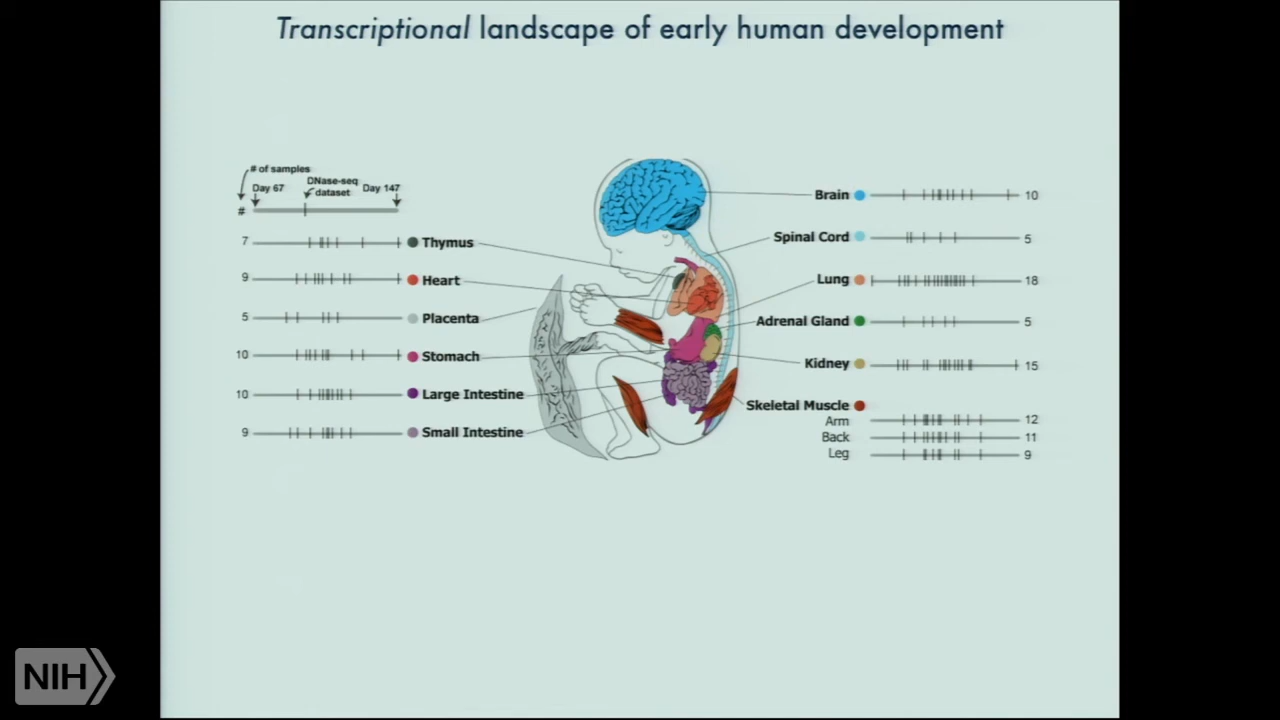 Transcriptional landscape of early human development
# of samples
Day 67
DNase-seq dataset
Day 147
#
7 Thymus
9 Heart
5 Placenta
10 Stomach
10 Large Intestine
9 Small Intestine
Brain 10
Spinal Cord 5
Lung 18
Adrenal Gland 5
Kidney 15
Skeletal Muscle
Arm 12
Back 11
Leg 9
NIH